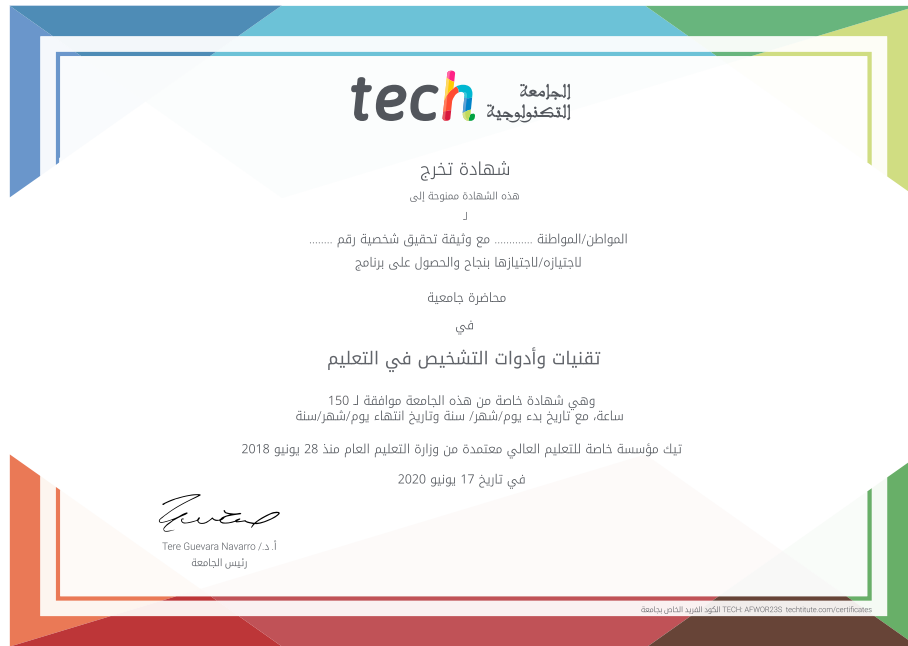 tech الجامعة
التكنولوجية
شهادة تخرج
هذه الشهادة ممنوحة إلى
لـ
المواطن/المواطنة ............. مع وثيقة تحقيق شخصية رقم ........
لاجتيازه/لاجتيازها بنجاح والحصول على برنامج
محاضرة جامعية
في
تقنيات وأدوات التشخيص في التعليم
وهي شهادة خاصة من هذه الجامعة موافقة لـ 150
ساعة، مع تاريخ بدء يوم/شهر/ سنة وتاريخ انتهاء يوم/شهر/سنة
تيك مؤسسة خاصة للتعليم العالي معتمدة من وزارة التعليم العام منذ 28 يونيو 2018
في تاريخ 17 يونيو 2020
أ. د./ Tere Guevara Navarro
رئيس الجامعة
الكود الفريد الخاص بجامعة TECH: AFWOR23S techtitute.com/certificates